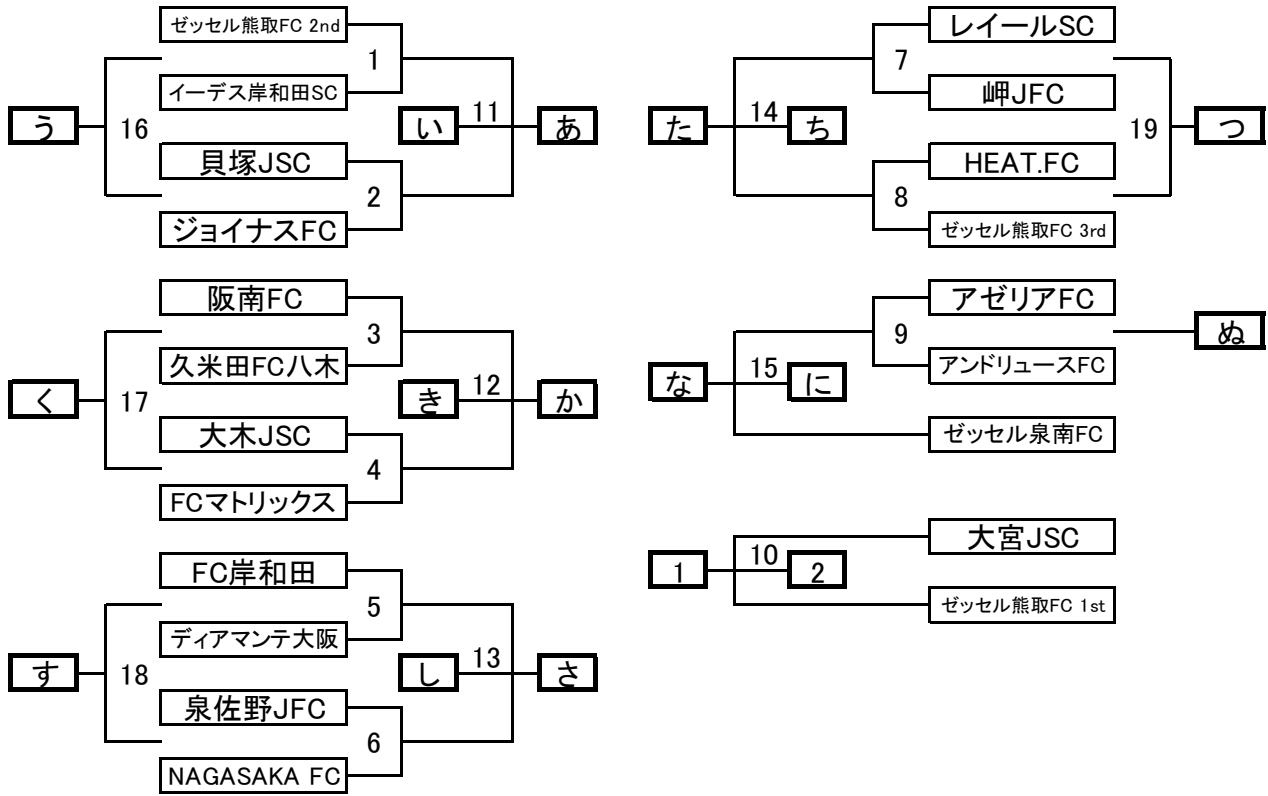 ゼッセル熊取FC 2nd
1
イーデス岸和田SC
う
16
い
11
あ
貝塚JSC
2
ジョイナスFC
阪南FC
3
久米田FC八木
く
17
き
12
か
大木JSC
4
FCマトリックス
FC岸和田
5
ディアマンテ大阪
す
18
し
13
さ
泉佐野JFC
6
NAGASAKA FC
レイールSC
7
岬JFC
た
14
ち
19
つ
HEAT.FC
8
ゼッセル熊取FC 3rd
アゼリアFC
9
ぬ
アンドリュースFC
な
15
に
ゼッセル泉南FC
大宮JSC
1
10
2
ゼッセル熊取FC 1st